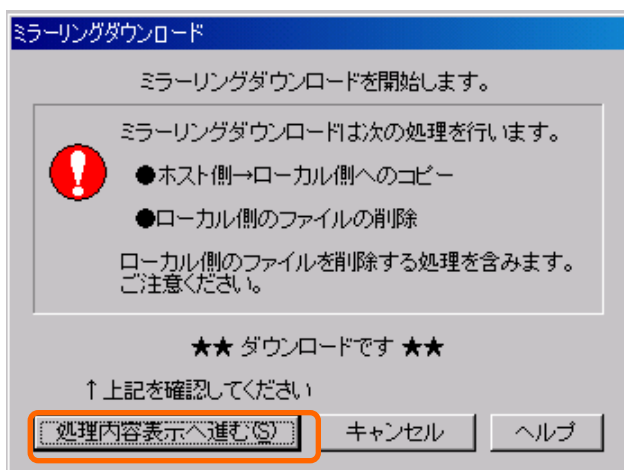 ミラーリングダウンロード
ミラーリングダウンロードを開始します。
ミラーリングダウンロードは次の処理を行います。
●ホスト側→ローカル側へのコピー
●ローカル側のファイルの削除
ローカル側のファイルを削除する処理を含みます。
ご注意ください。
★★ ダウンロードです ★★
↑上記を確認してください
処理内容表示へ進む(S) キャンセル ヘルプ